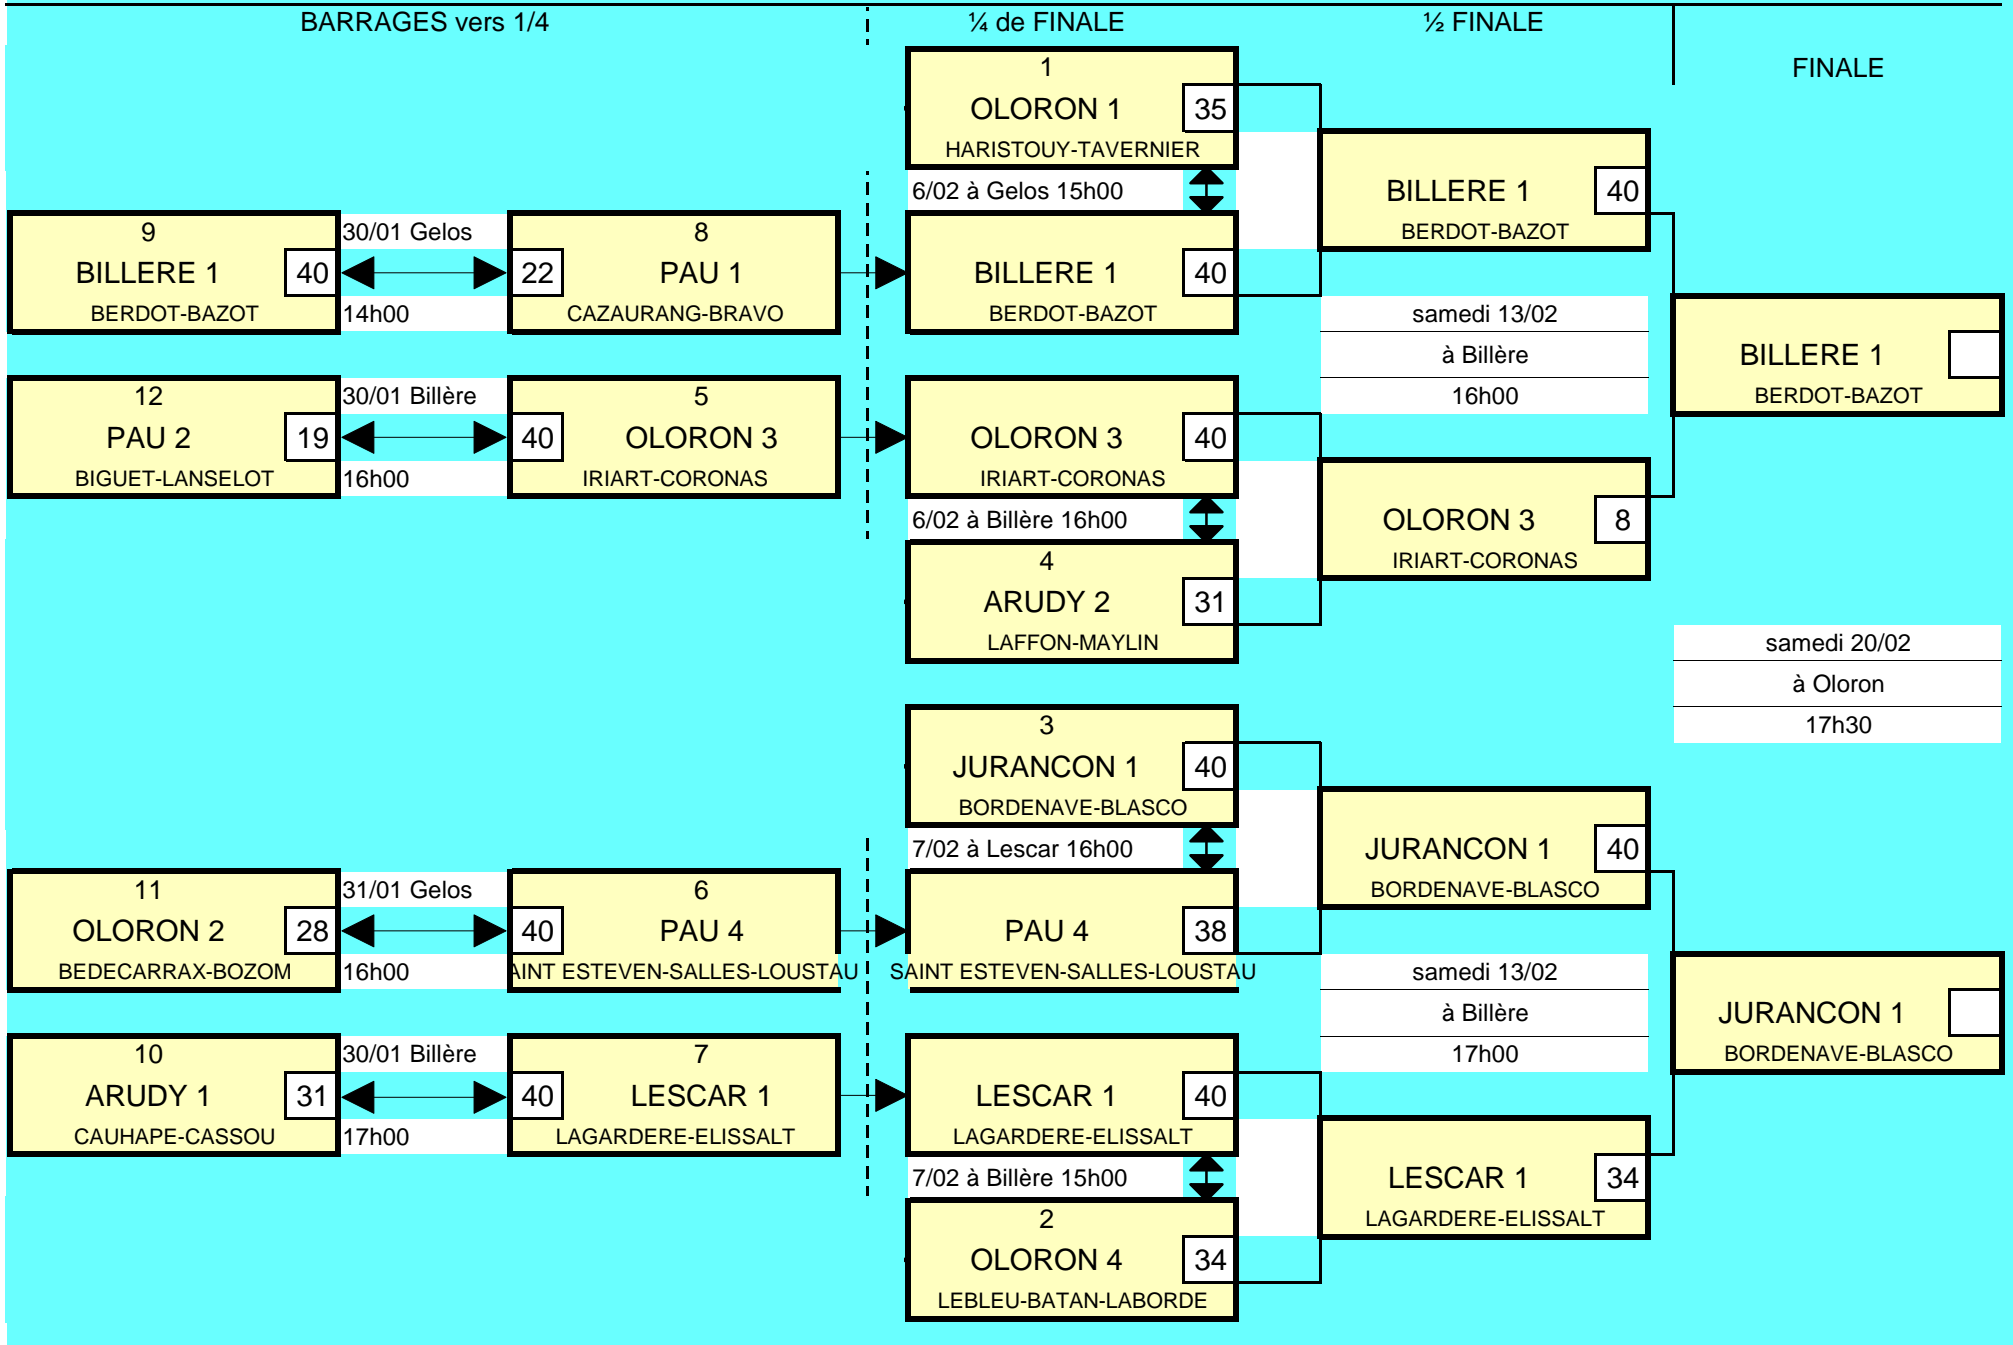 BARRAGES vers 1/4
¼ de FINALE
½ FINALE
FINALE
9
BILLERE 1
40
BERDOT-BAZOT
30/01 Gelos
14h00
8
22
PAU 1
CAZAURANG-BRAVO
12
PAU 2
19
BIGUET-LANSELOT
30/01 Billère
16h00
5
40
OLORON 3
IRIART-CORONAS
11
OLORON 2
28
BEDECARRAX-BOZOM
31/01 Gelos
16h00
6
40
PAU 4
AINT ESTEVEN-SALLES-LOUSTAU
10
ARUDY 1
31
CAUHAPE-CASSOU
30/01 Billère
17h00
7
40
LESCAR 1
LAGARDERE-ELISSALT
1
OLORON 1
35
HARISTOUY-TAVERNIER
6/02 à Gelos 15h00
BILLERE 1
40
BERDOT-BAZOT
OLORON 3
40
IRIART-CORONAS
6/02 à Billère 16h00
4
ARUDY 2
31
LAFFON-MAYLIN
3
JURANCON 1
40
BORDENAVE-BLASCO
7/02 à Lescar 16h00
PAU 4
38
SAINT ESTEVEN-SALLES-LOUSTAU
LESCAR 1
40
LAGARDERE-ELISSALT
7/02 à Billère 15h00
2
OLORON 4
34
LEBLEU-BATAN-LABORDE
BILLERE 1
40
BERDOT-BAZOT
samedi 13/02
à Billère
16h00
OLORON 3
8
IRIART-CORONAS
JURANCON 1
40
BORDENAVE-BLASCO
samedi 13/02
à Billère
17h00
LESCAR 1
34
LAGARDERE-ELISSALT
BILLERE 1
BERDOT-BAZOT
samedi 20/02
à Oloron
17h30
JURANCON 1
BORDENAVE-BLASCO